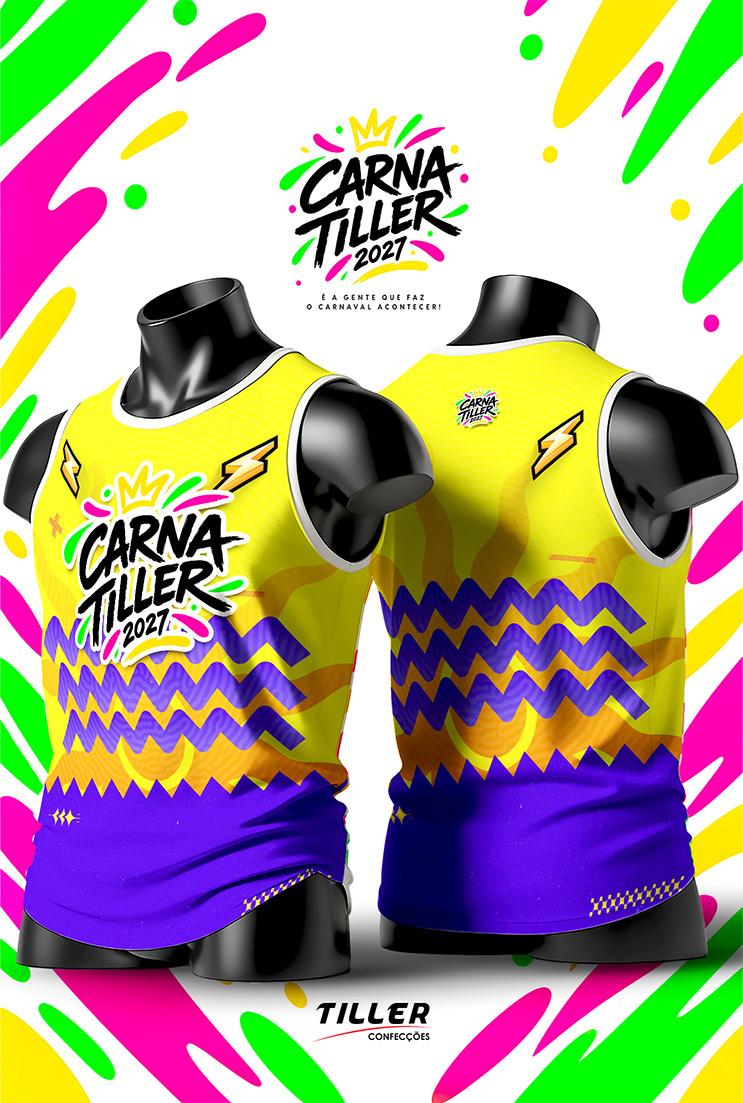 CARNA
TILLER
2027
É A GENTE QUE FAZ
O CARNAVAL ACONTECER!
CARNA
TILLER
2027
CARNA
TILLER
2027
TILLER
CONFECÇÕES